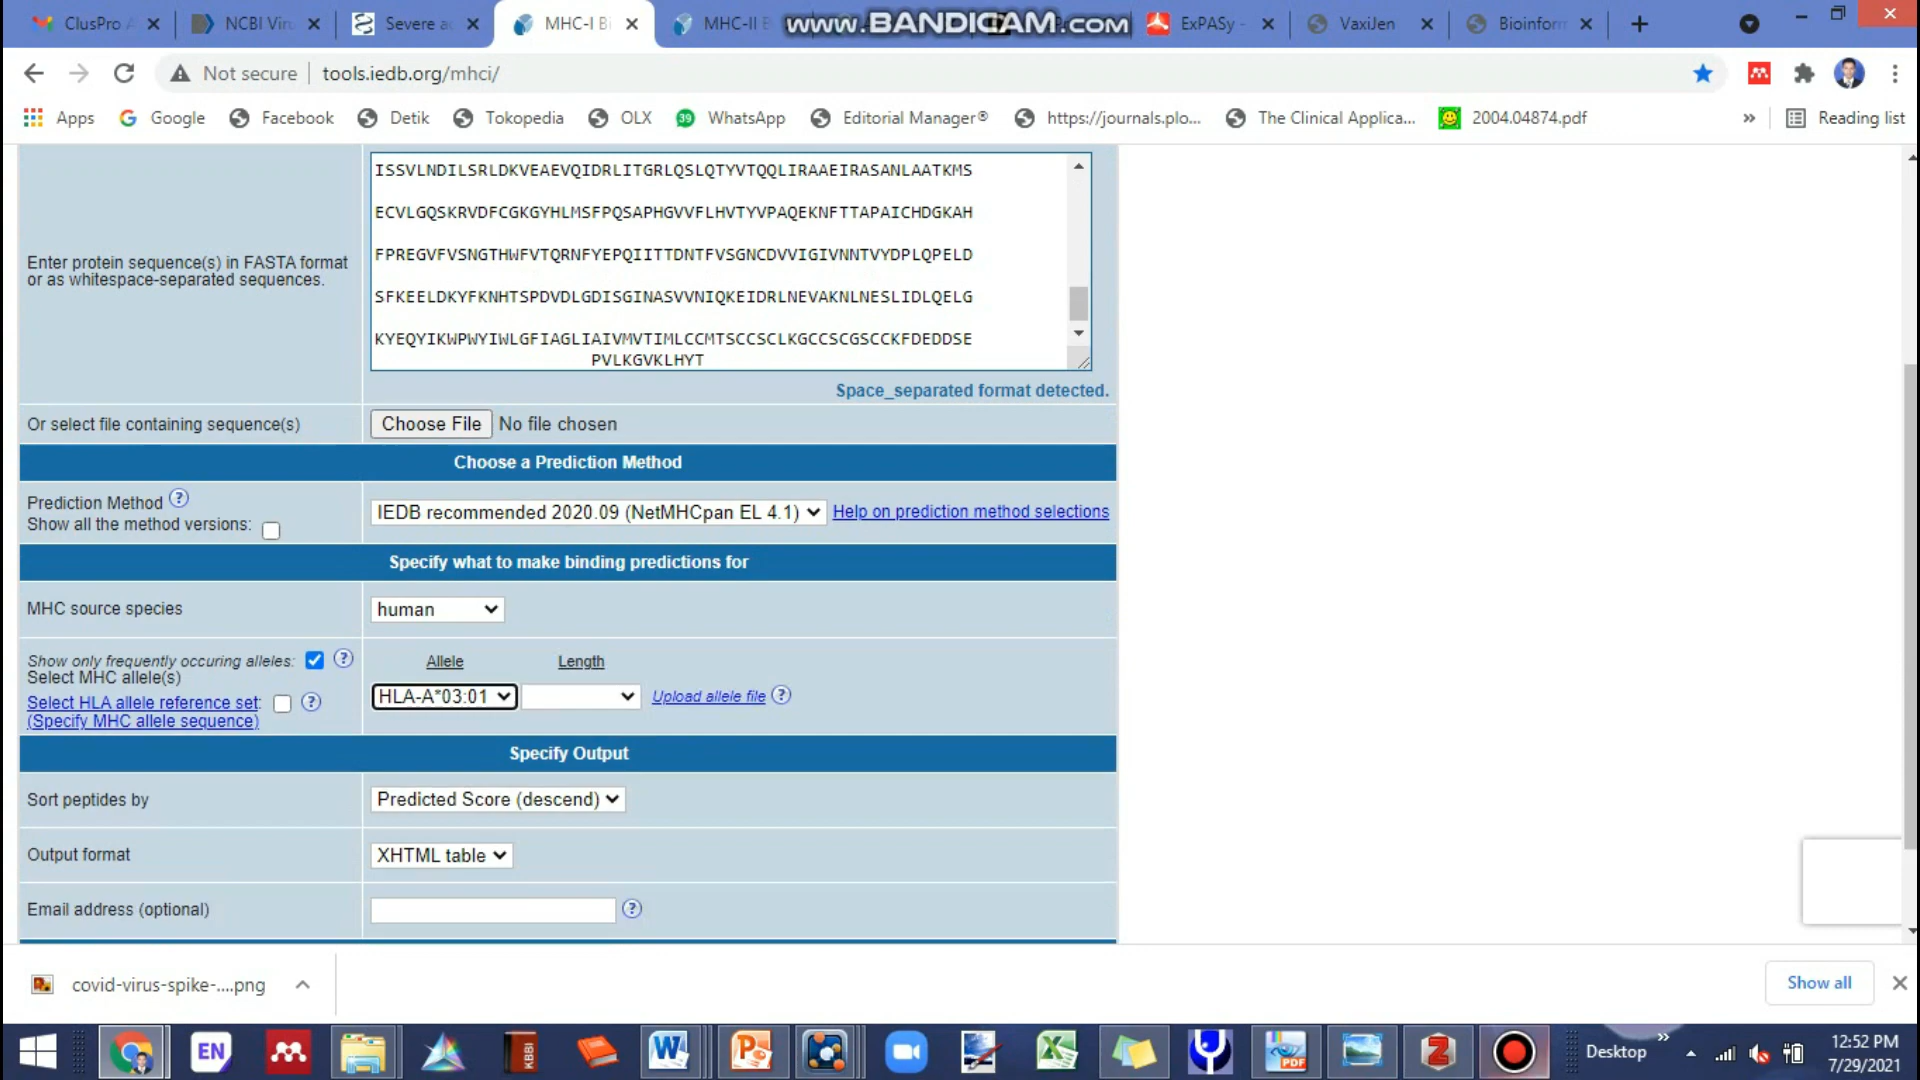 ClusPro
NCBI Viru
Severe a
MHC-I Bi
MHC-II B
www.BANDICAM.com
ExPASy -
VaxiJen
Bioinform
Not secure
tools.iedb.org/mhci/
Apps
Google
Facebook
Detik
Tokopedia
OLX
39
WhatsApp
Editorial Manager®
https://journals.plo...
The Clinical Applica...
2004.04874.pdf
»
Reading list
ISSVLNDILSRLDKVEAEVQIDRLITGRLQSLQTYVTQQLIRAAEIRASANLAATKMS
ECVLGQSKRVDFCGKGYHLMSFPQSAPHGVVFLHVTYVPAQEKNFTTAPAICHDGKAH
FPREGVFVSNGTHWFVTQRNFYEPQIITTDNTFVSGNCDVVIGIVNNTVYDPLQPELD
SFKEELDKYFKNHTSPDVDLGDISGINASVVNIQKEIDRLNEVAKNLNESLIDLQELG
KYEQYIKWPWYIWLGFIAGLIAIVMVTIMLCCMTSCCSCLKGCCSCGSCCKFDEDDSE
PVLKGVKLHYT
Enter protein sequence(s) in FASTA format
or as whitespace-separated sequences.
Space_separated format detected.
Or select file containing sequence(s)
Choose File No file chosen
Choose a Prediction Method
Prediction Method ?
Show all the method versions:
IEDB recommended 2020.09 (NetMHCpan EL 4.1)
Help on prediction method selections
Specify what to make binding predictions for
MHC source species
human
Show only frequently occuring alleles: ?
Select MHC allele(s)
Select HLA allele reference set: ?
(Specify MHC allele sequence)
Allele Length
HLA-A*03:01
Upload allele file ?
Specify Output
Sort peptides by
Predicted Score (descend)
Output format
XHTML table
Email address (optional)
?
covid-virus-spike-....png
Show all
EN
KBBI
W
P
X
PDF
Z
Desktop
»
12:52 PM
7/29/2021